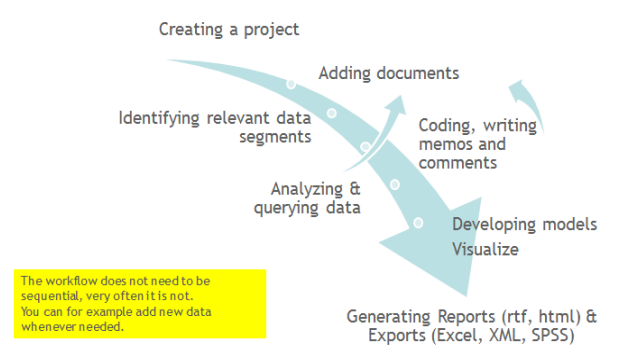 Creating a project
Adding documents
Identifying relevant data
segments
Coding, writing
memos and
comments
Analyzing &
querying data
Developing models
Visualize
The workflow does not need to be
sequential, very often it is not.
You can for example add new data
whenever needed.
Generating Reports (rtf, html) &
Exports (Excel, XML, SPSS)